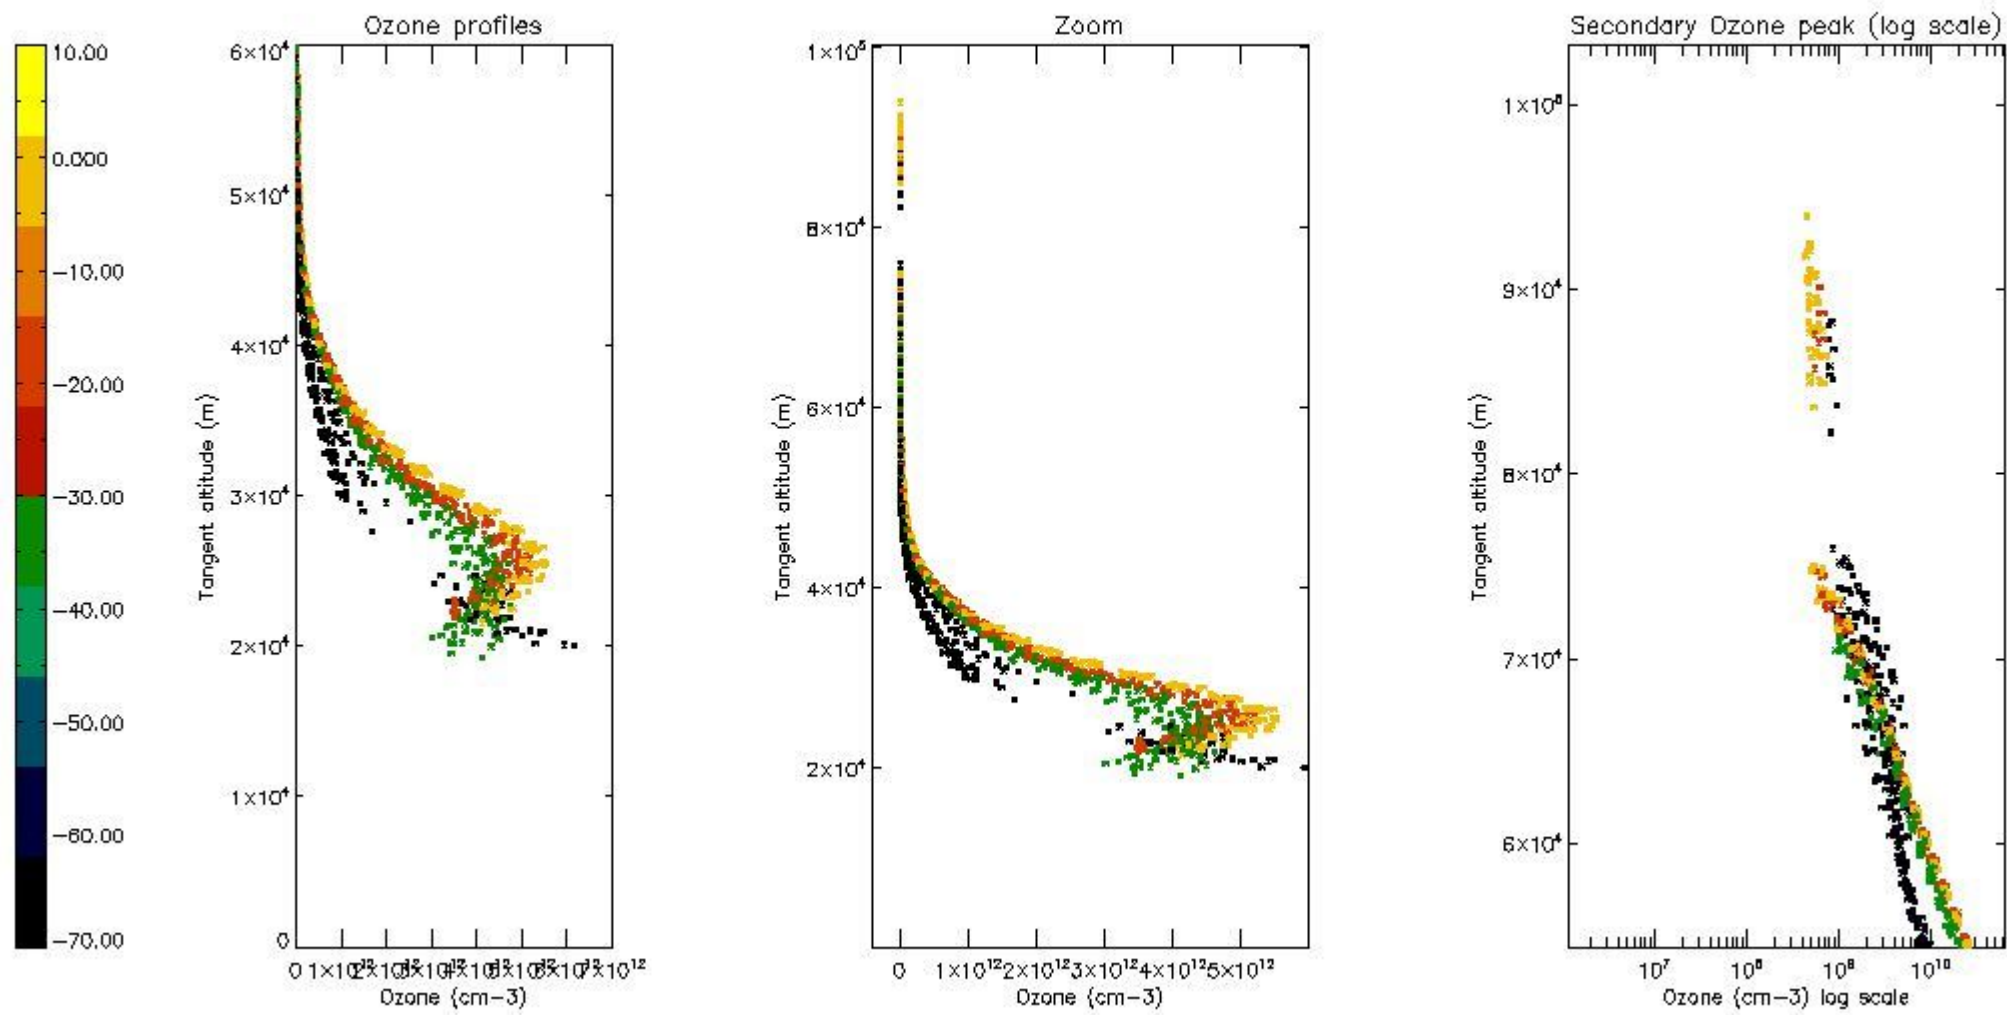 Ozone profiles
Zoom
Secondary Ozone peak (log scale)
10.00
0.000
−10.00
−20.00
−30.00
−40.00
−50.00
−60.00
−70.00
6×10⁴
5×10⁴
4×10⁴
3×10⁴
2×10⁴
1×10⁴
0
Tangent altitude (m)
Ozone (cm−3)
1×10⁵
8×10⁴
6×10⁴
4×10⁴
2×10⁴
Tangent altitude (m)
0 1×10¹² 2×10¹² 3×10¹² 4×10¹² 5×10¹²
Ozone (cm−3)
9×10⁴
8×10⁴
7×10⁴
6×10⁴
Tangent altitude (m)
10⁷ 10⁸ 10⁹ 10¹⁰
Ozone (cm−3) log scale